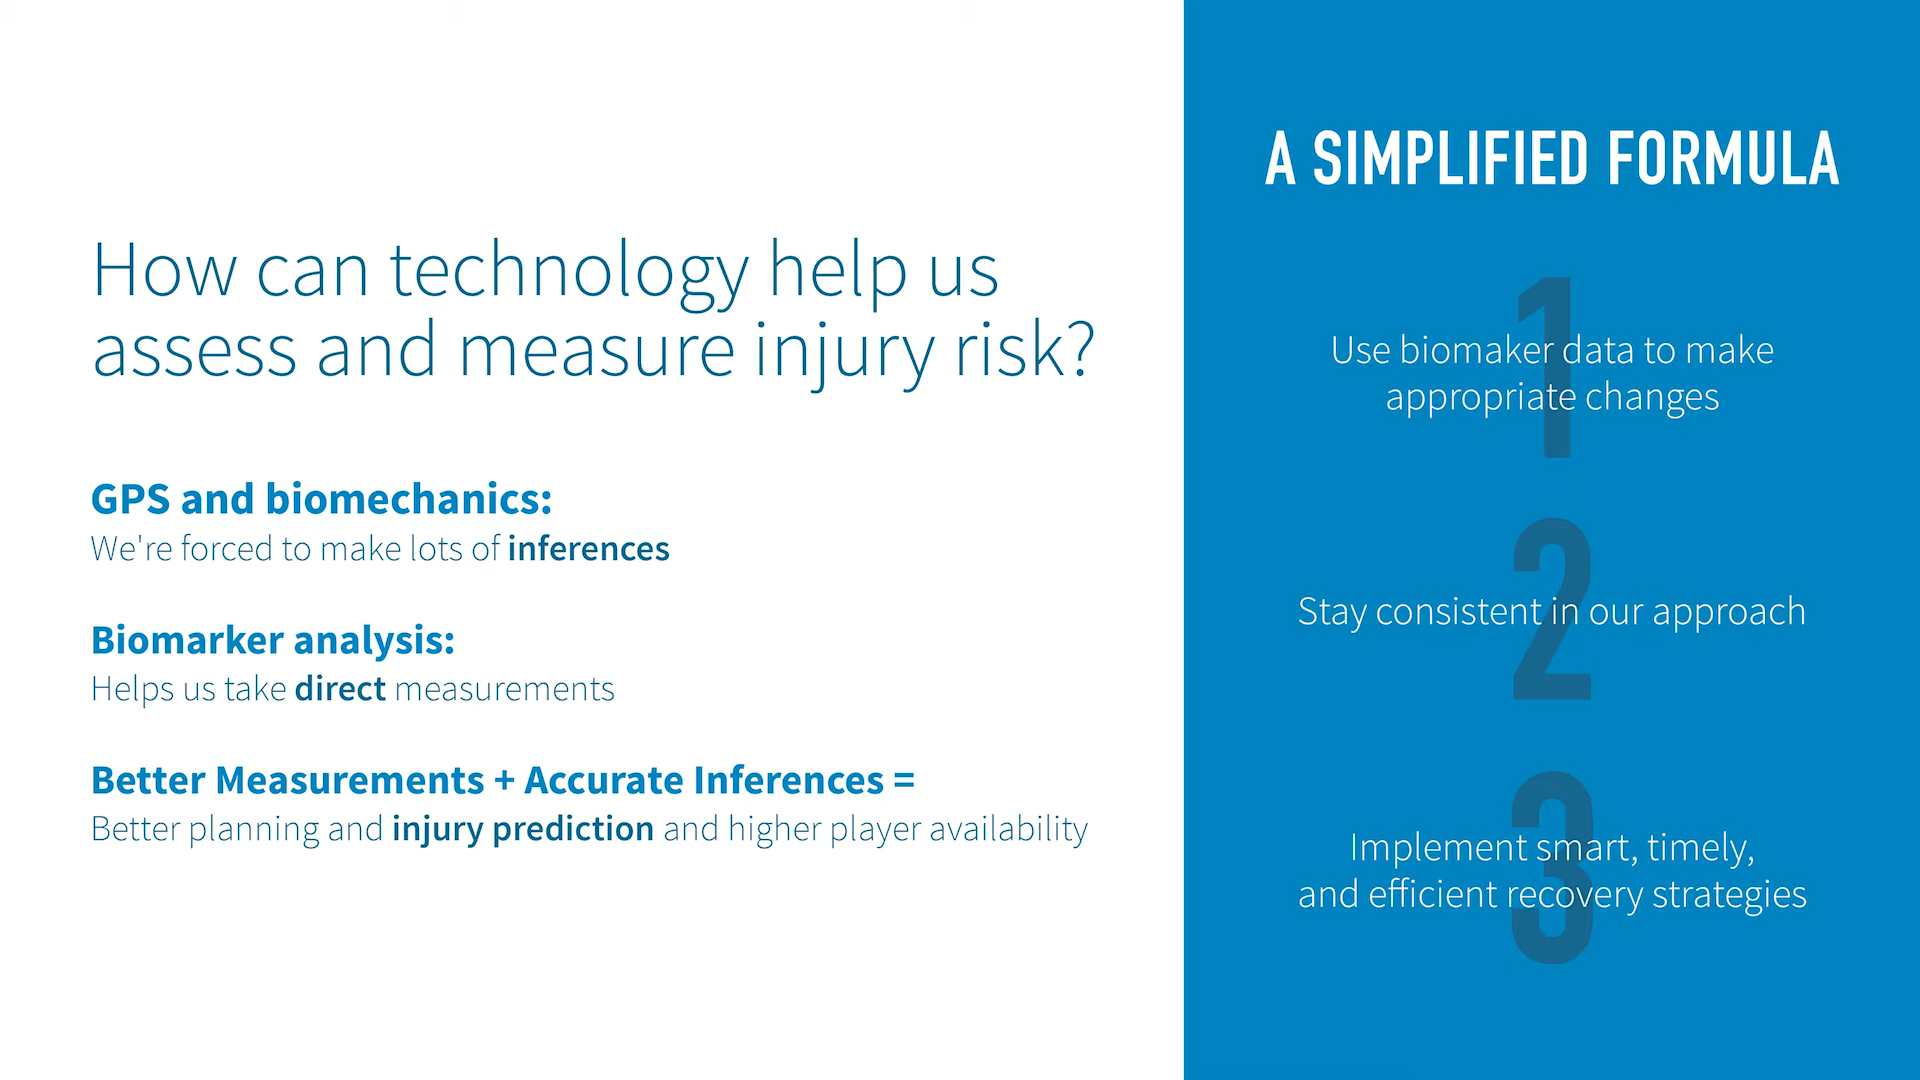 How can technology help us
assess and measure injury risk?
GPS and biomechanics:
We're forced to make lots of inferences
Biomarker analysis:
Helps us take direct measurements
Better Measurements + Accurate Inferences =
Better planning and injury prediction and higher player availability
A SIMPLIFIED FORMULA
1
Use biomaker data to make
appropriate changes
2
Stay consistent in our approach
3
Implement smart, timely,
and efficient recovery strategies